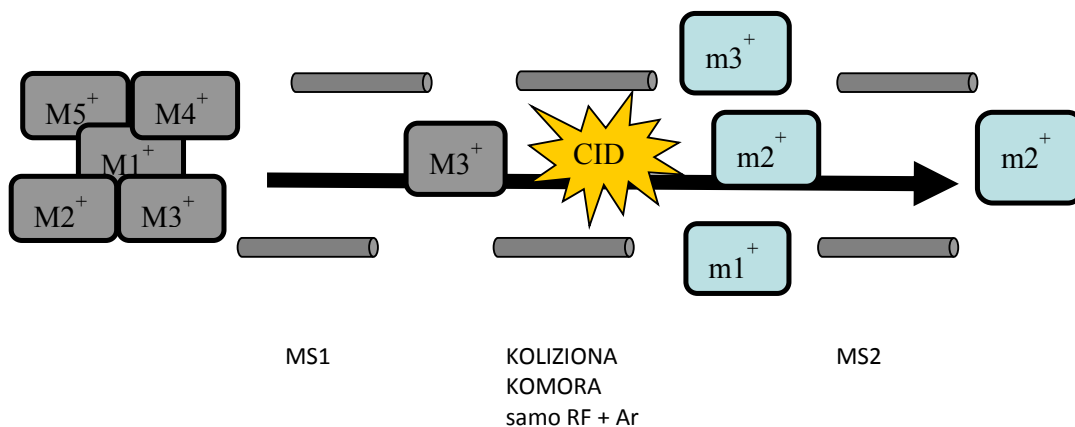 m3+
M5+
M4+
M1+
M3+
CID
m2+
m2+
M2+
M3+
m1+
MS1
KOLIZIONA
KOMORA
samo RF + Ar
MS2